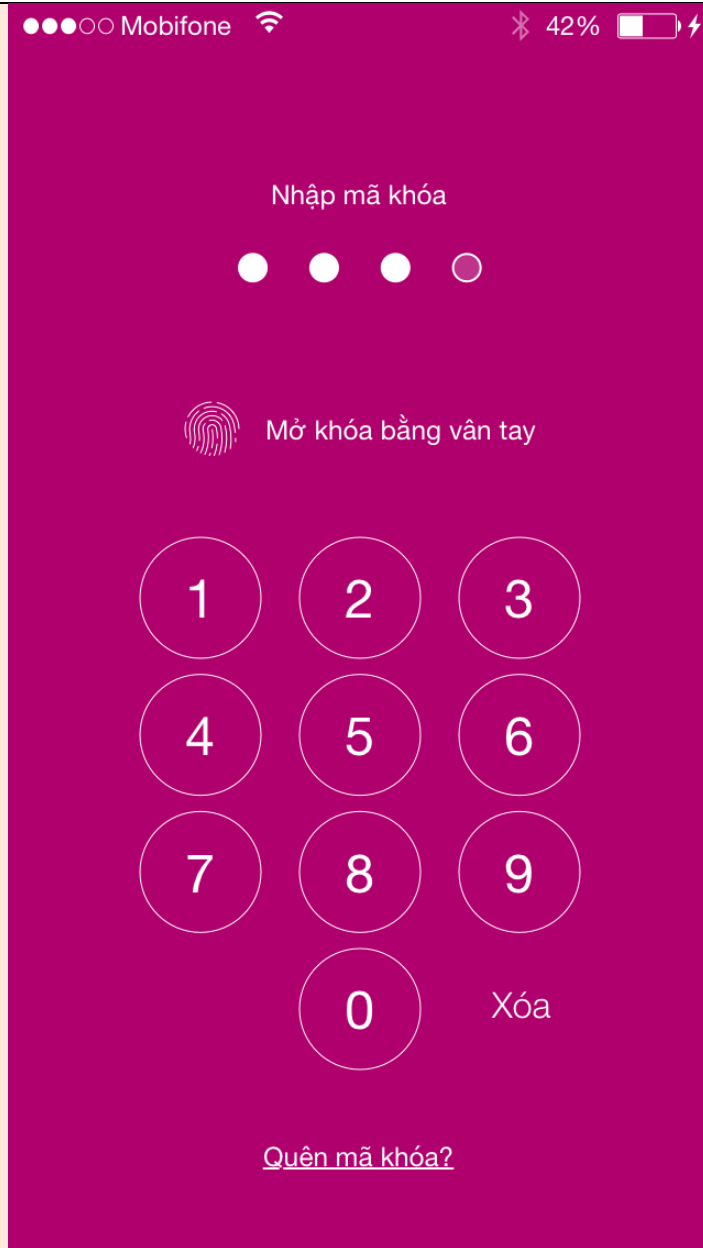 Mobifone 42%
Nhập mã khóa
Mở khóa bằng vân tay
1 2 3
4 5 6
7 8 9
0 Xóa
Quên mã khóa?